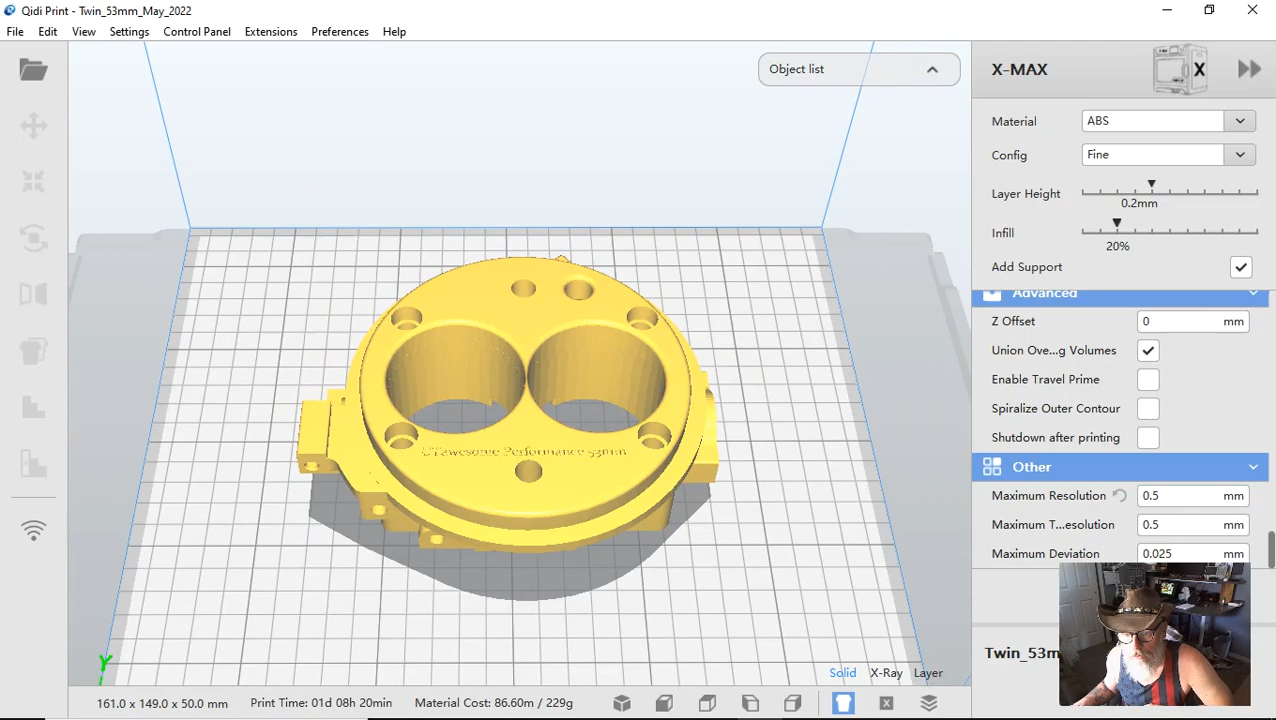 Qidi Print - Twin_53mm_May_2022
File Edit View Settings Control Panel Extensions Preferences Help
Object list
X-MAX
X
Material ABS
Config Fine
Layer Height
0.2mm
Infill
20%
Add Support
Advanced
Z Offset 0 mm
Union Ove...g Volumes
Enable Travel Prime
Spiralize Outer Contour
Shutdown after printing
Other
Maximum Resolution 0.5 mm
Maximum T...esolution 0.5 mm
Maximum Deviation 0.025 mm
Performance 53mm
Y
Solid X-Ray Layer
Twin_53m
161.0 x 149.0 x 50.0 mm Print Time: 01d 08h 20min Material Cost: 86.60m / 229g